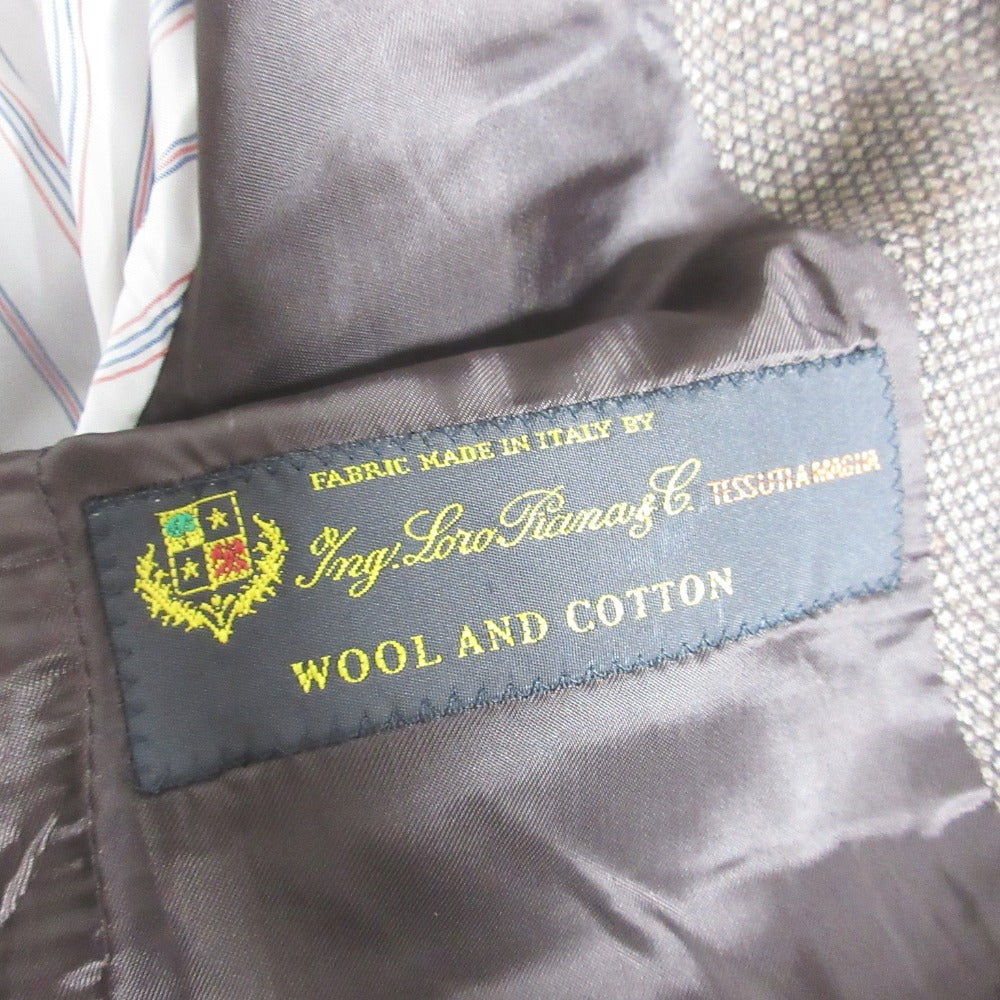 FABRIC MADE IN ITALY BY
Ing. Loro Piana & C. TESSUTI A MAGLIA
WOOL AND COTTON